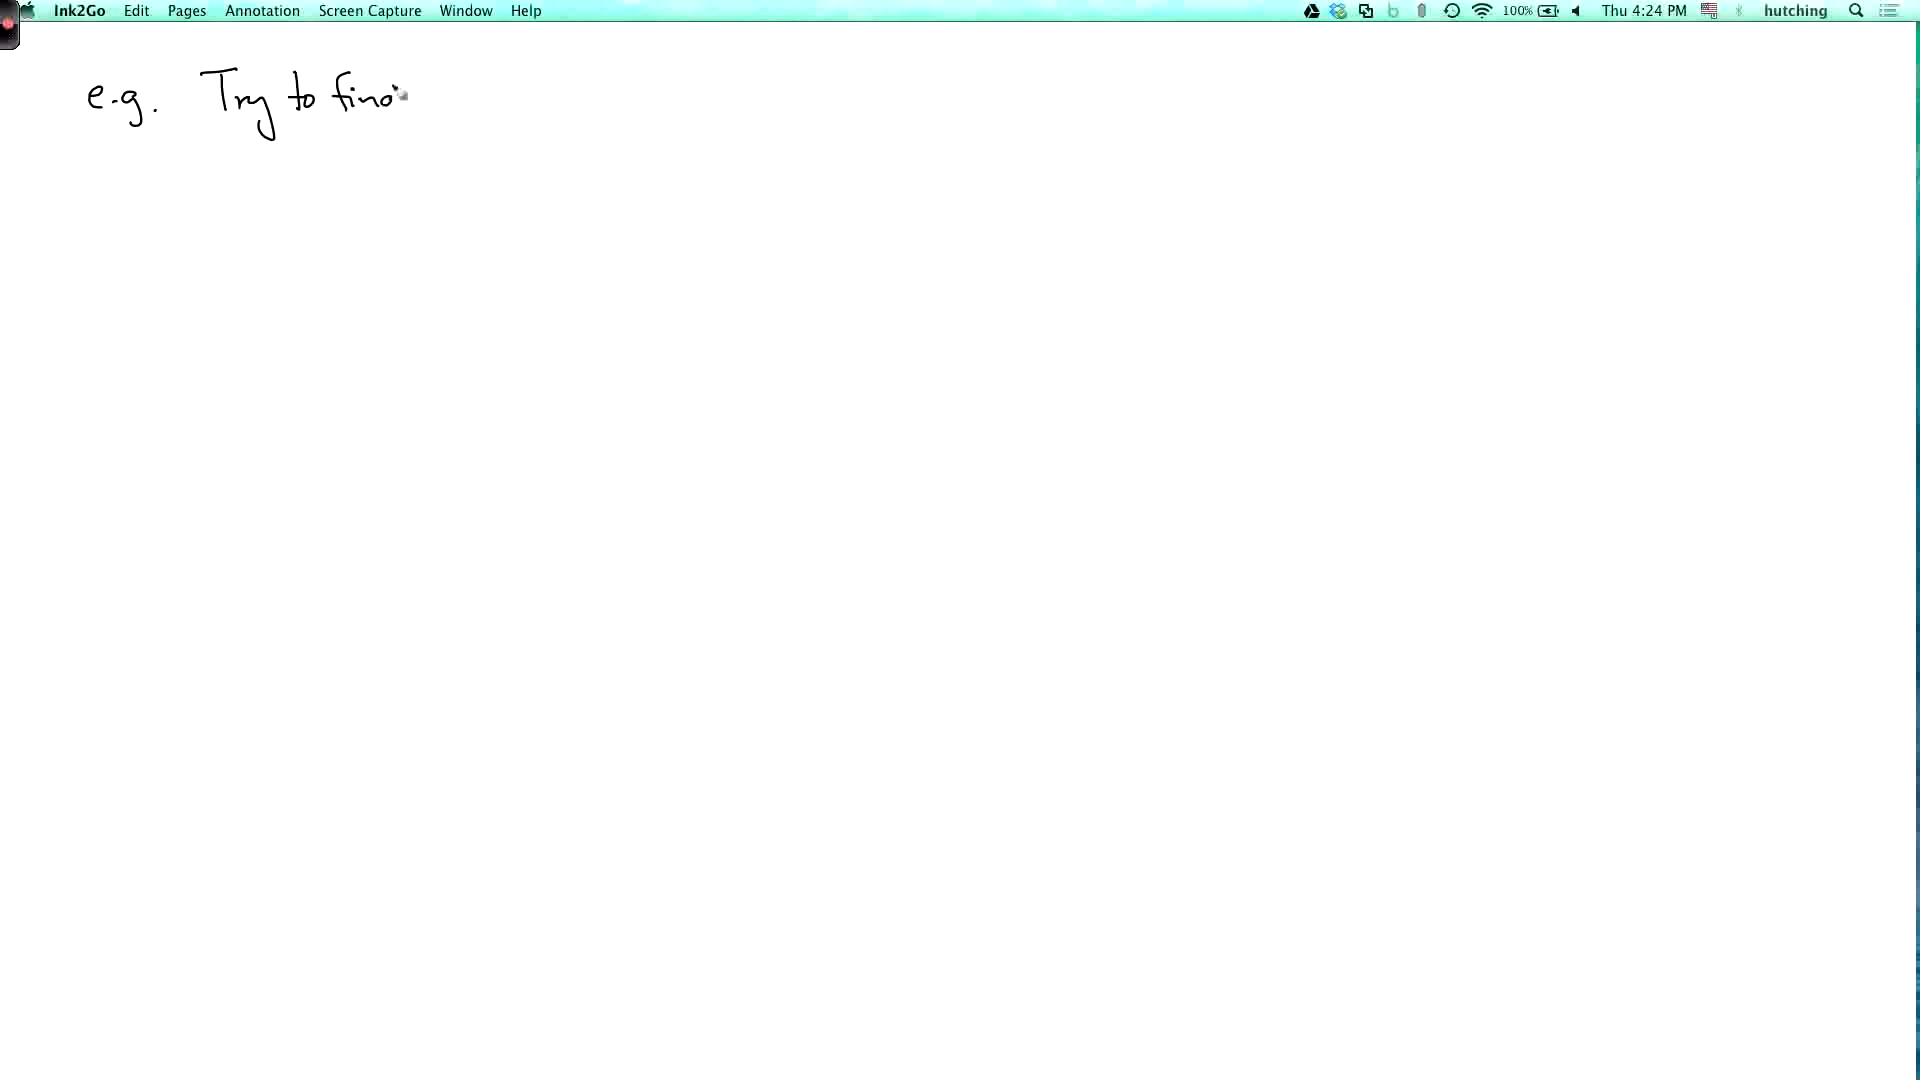 Ink2Go Edit Pages Annotation Screen Capture Window Help 100% Thu 4:24 PM hutching
e.g. Try to fino